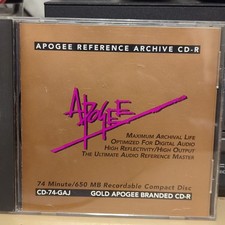 APOGEE REFERENCE ARCHIVE CD-R
APOGEE
MAXIMUM ARCHIVAL LIFE
OPTIMIZED FOR DIGITAL AUDIO
HIGH REFLECTIVITY/HIGH OUTPUT
THE ULTIMATE AUDIO REFERENCE MASTER
74 Minute/650 MB Recordable Compact Disc
CD-74-GAJ GOLD APOGEE BRANDED CD-R